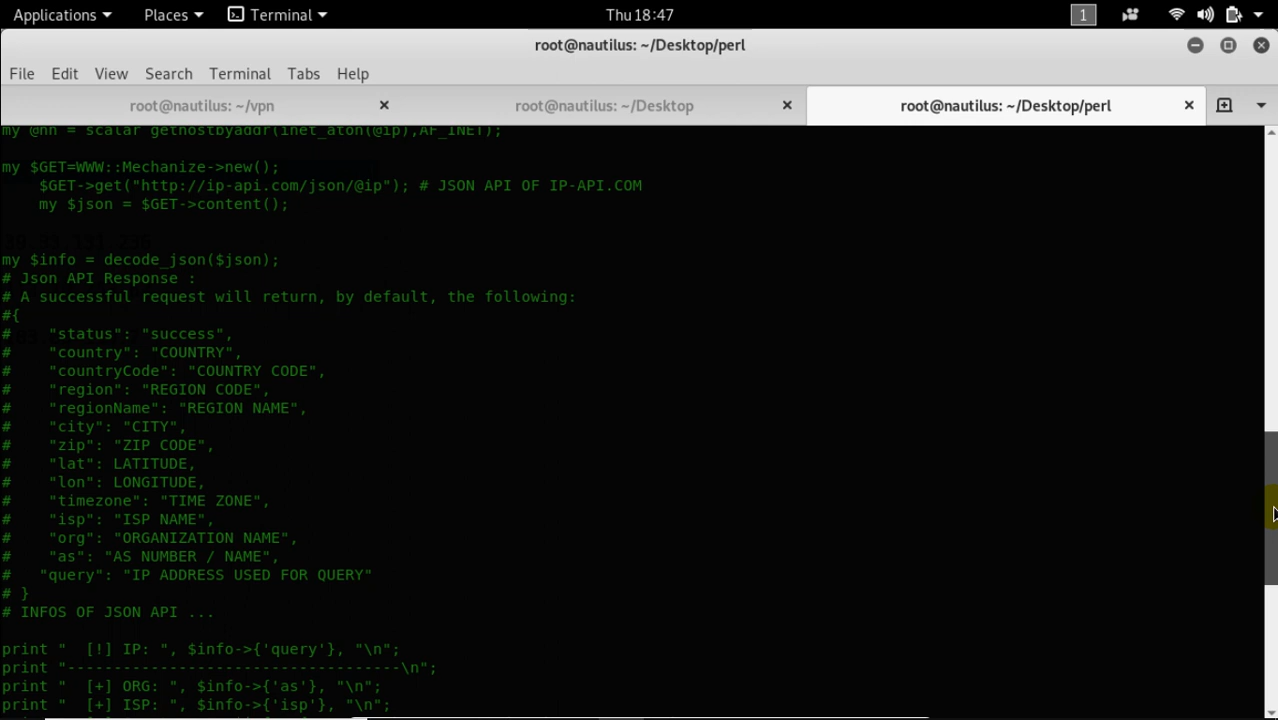 Applications Places Terminal Thu 18:47 1
root@nautilus: ~/Desktop/perl
File Edit View Search Terminal Tabs Help
root@nautilus: ~/vpn root@nautilus: ~/Desktop root@nautilus: ~/Desktop/perl
my @hh = scalar gethostbyaddr(inet_aton(@ip),AF_INET);
my $GET=WWW::Mechanize->new();
    $GET->get("http://ip-api.com/json/@ip"); # JSON API OF IP-API.COM
    my $json = $GET->content();
my $info = decode_json($json);
# Json API Response :
# A successful request will return, by default, the following:
#{
#    "status": "success",
#    "country": "COUNTRY",
#    "countryCode": "COUNTRY CODE",
#    "region": "REGION CODE",
#    "regionName": "REGION NAME",
#    "city": "CITY",
#    "zip": "ZIP CODE",
#    "lat": LATITUDE,
#    "lon": LONGITUDE,
#    "timezone": "TIME ZONE",
#    "isp": "ISP NAME",
#    "org": "ORGANIZATION NAME",
#    "as": "AS NUMBER / NAME",
#   "query": "IP ADDRESS USED FOR QUERY"
# }
# INFOS OF JSON API ...
print "  [!] IP: ", $info->{'query'}, "\n";
print "------------------------------------\n";
print "  [+] ORG: ", $info->{'as'}, "\n";
print "  [+] ISP: ", $info->{'isp'}, "\n";